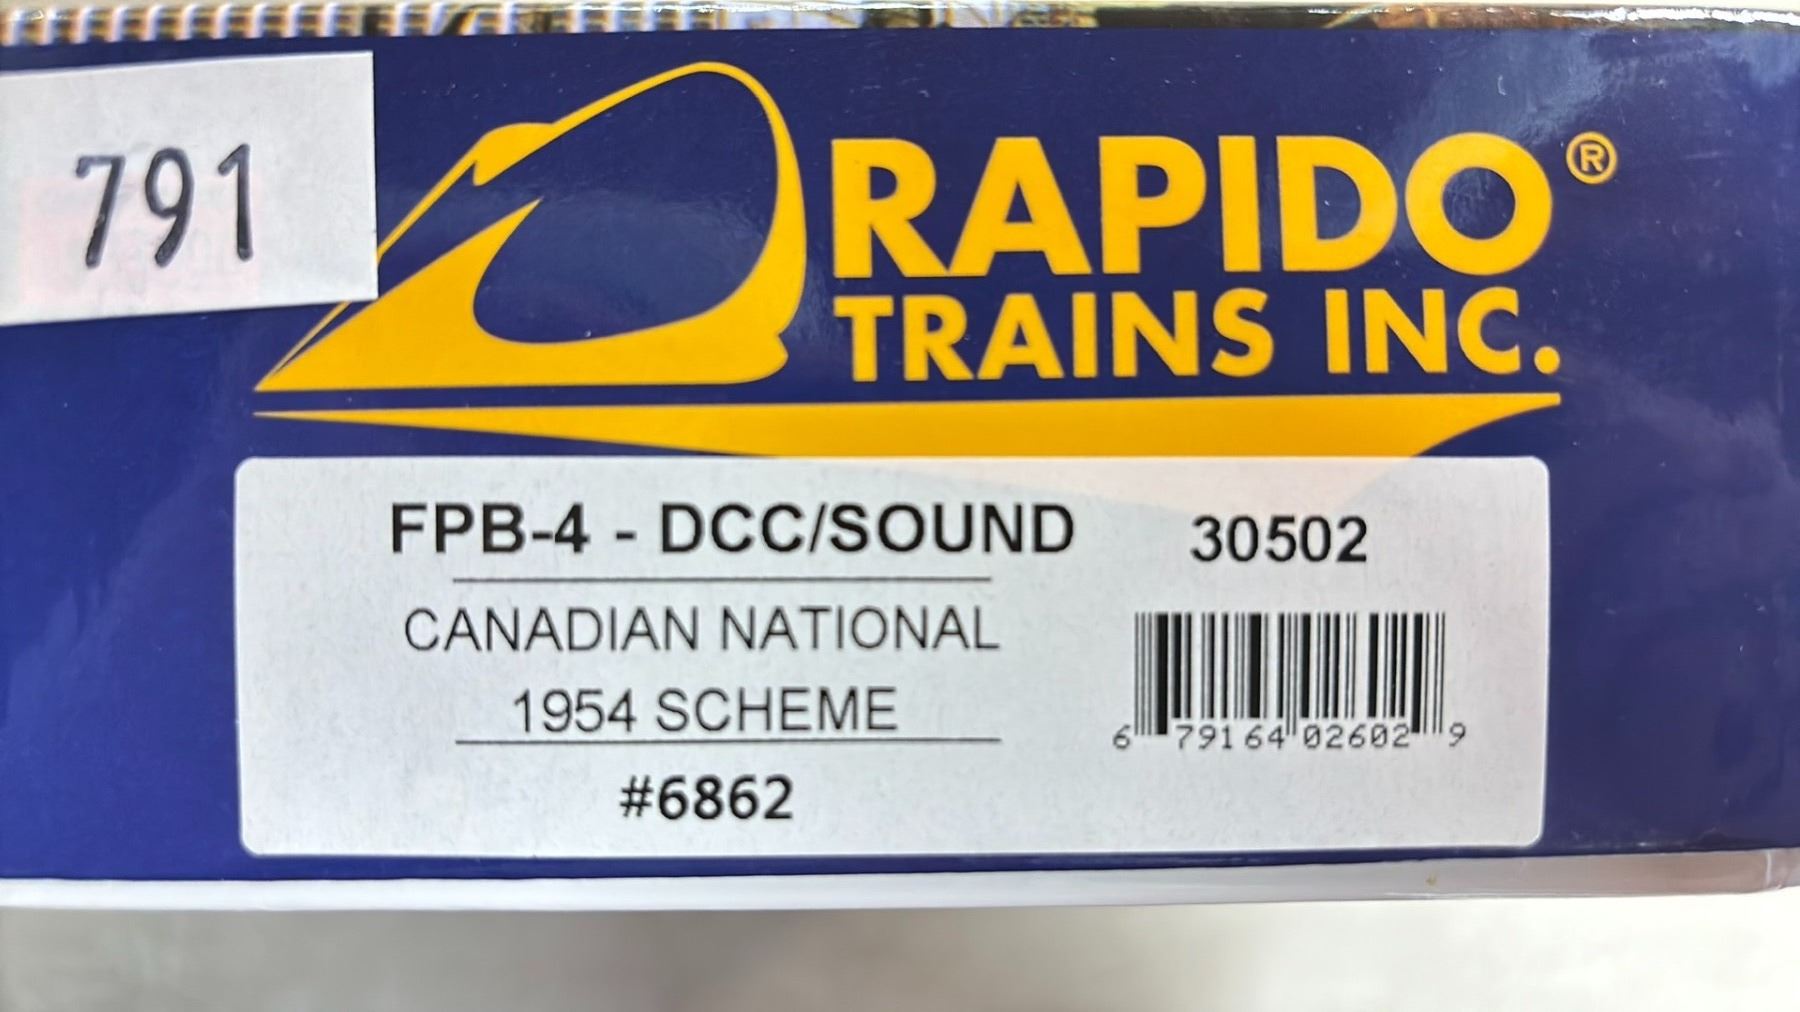 791
RAPIDO®
TRAINS INC.
FPB-4 - DCC/SOUND
30502
CANADIAN NATIONAL
1954 SCHEME
#6862
6 79164 02602 9